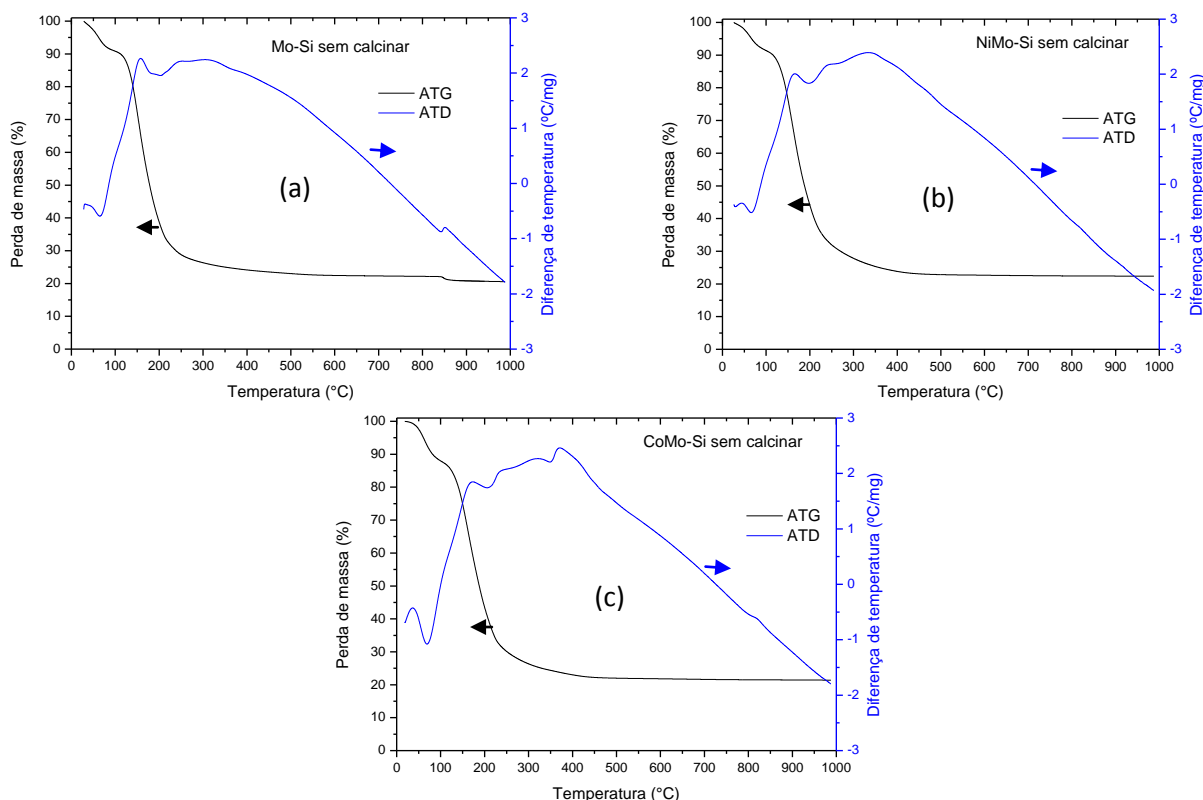 Mo-Si sem calcinar
ATG
ATD
(a)
Perda de massa (%)
100
90
80
70
60
50
40
30
20
10
0
0 100 200 300 400 500 600 700 800 900 1000
Temperatura (°C)
3
2
1
0
-1
-2
-3
Diferença de temperatura (ºC/mg)
NiMo-Si sem calcinar
ATG
ATD
(b)
Perda de massa (%)
100
90
80
70
60
50
40
30
20
10
0
0 100 200 300 400 500 600 700 800 900 1000
Temperatura (°C)
3
2
1
0
-1
-2
-3
Diferença de temperatura (ºC/mg)
CoMo-Si sem calcinar
ATG
ATD
(c)
Perda de massa (%)
100
90
80
70
60
50
40
30
20
10
0
0 100 200 300 400 500 600 700 800 900 1000
Temperatura (°C)
3
2
1
0
-1
-2
-3
Diferença de temperatura (ºC/mg)